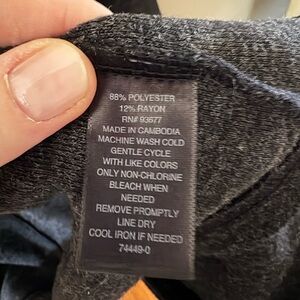 88% POLYESTER
12% RAYON
RN# 93677
MADE IN CAMBODIA
MACHINE WASH COLD
GENTLE CYCLE
WITH LIKE COLORS
ONLY NON-CHLORINE
BLEACH WHEN
NEEDED
REMOVE PROMPTLY
LINE DRY
COOL IRON IF NEEDED
74449-0